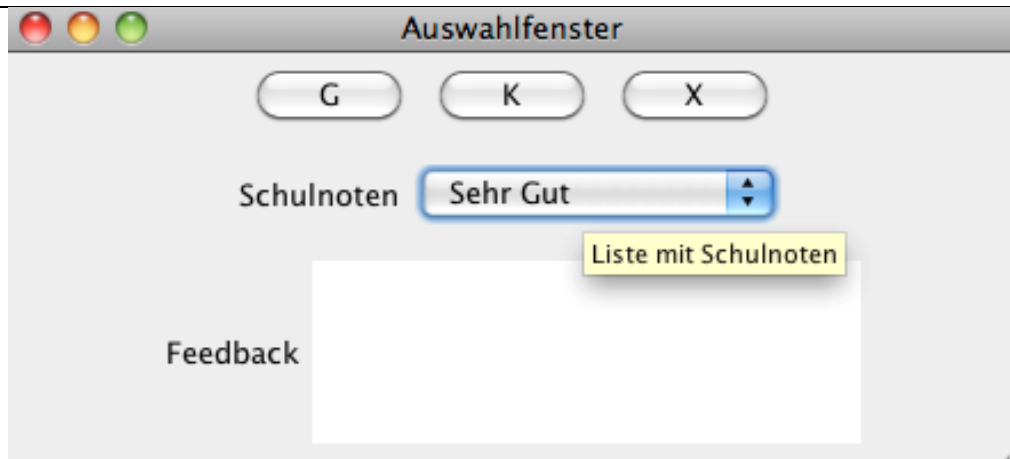 Auswahlfenster
G K X
Schulnoten Sehr Gut
Liste mit Schulnoten
Feedback